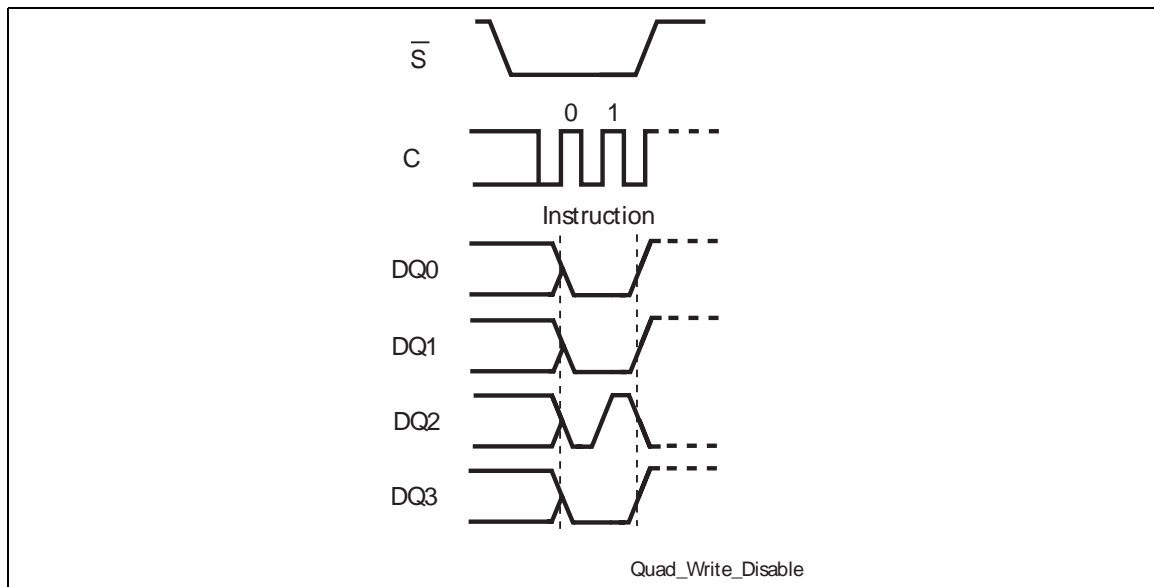 S̅
0 1
C
Instruction
DQ0
DQ1
DQ2
DQ3
Quad_Write_Disable